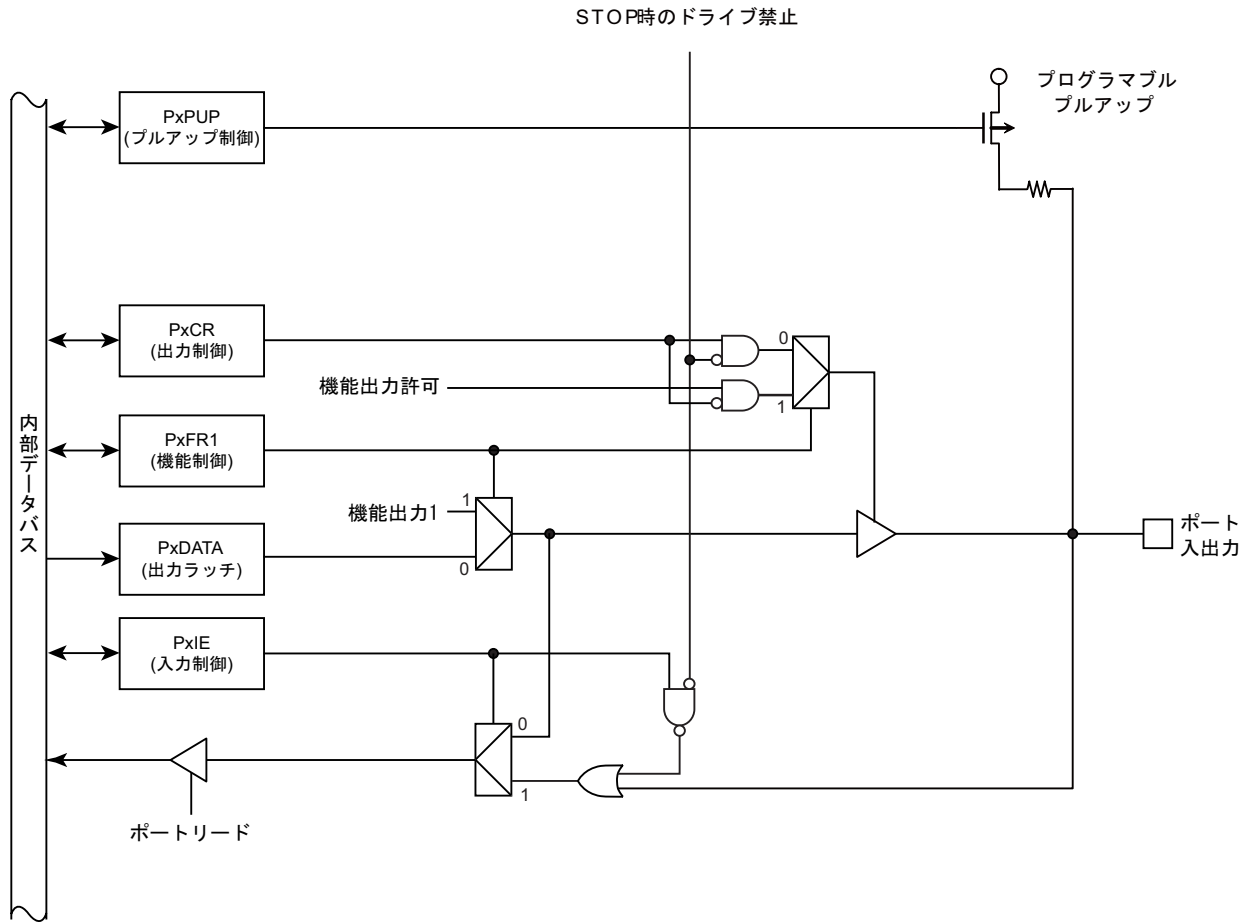 STOP時のドライブ禁止
プログラマブル
プルアップ
PxPUP
(プルアップ制御)
PxCR
(出力制御)
0
機能出力許可
1
内部データバス
PxFR1
(機能制御)
1
機能出力1
ポート
入出力
PxDATA
(出力ラッチ)
0
PxIE
(入力制御)
0
1
ポートリード